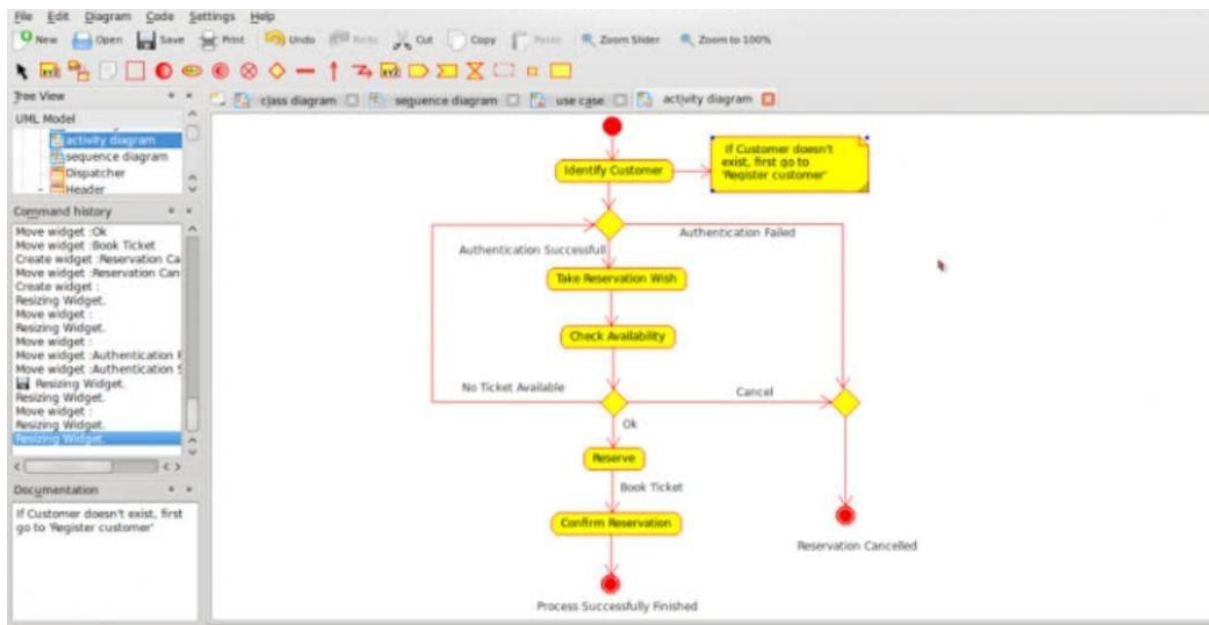 File Edit Diagram Code Settings Help
New Open Save Print Undo Redo Cut Copy Paste Zoom Slider Zoom to 100%
Tree View
class diagram sequence diagram use case activity diagram
UML Model
activity diagram
sequence diagram
Dispatcher
Header
Command history
Move widget :Ok
Move widget :Book Ticket
Create widget :Reservation Ca
Move widget :Reservation Can
Create widget :
Resizing Widget.
Move widget :
Resizing Widget.
Move widget :
Move widget :Authentication F
Move widget :Authentication S
Resizing Widget.
Resizing Widget.
Move widget :
Resizing Widget.
Resizing Widget.
Documentation
If Customer doesn't exist, first
go to 'Register customer'
Identify Customer
If Customer doesn't
exist, first go to
'Register customer'
Authentication Failed
Authentication Successfull
Take Reservation Wish
Check Availability
No Ticket Available
Cancel
Ok
Reserve
Book Ticket
Confirm Reservation
Reservation Cancelled
Process Successfully Finished